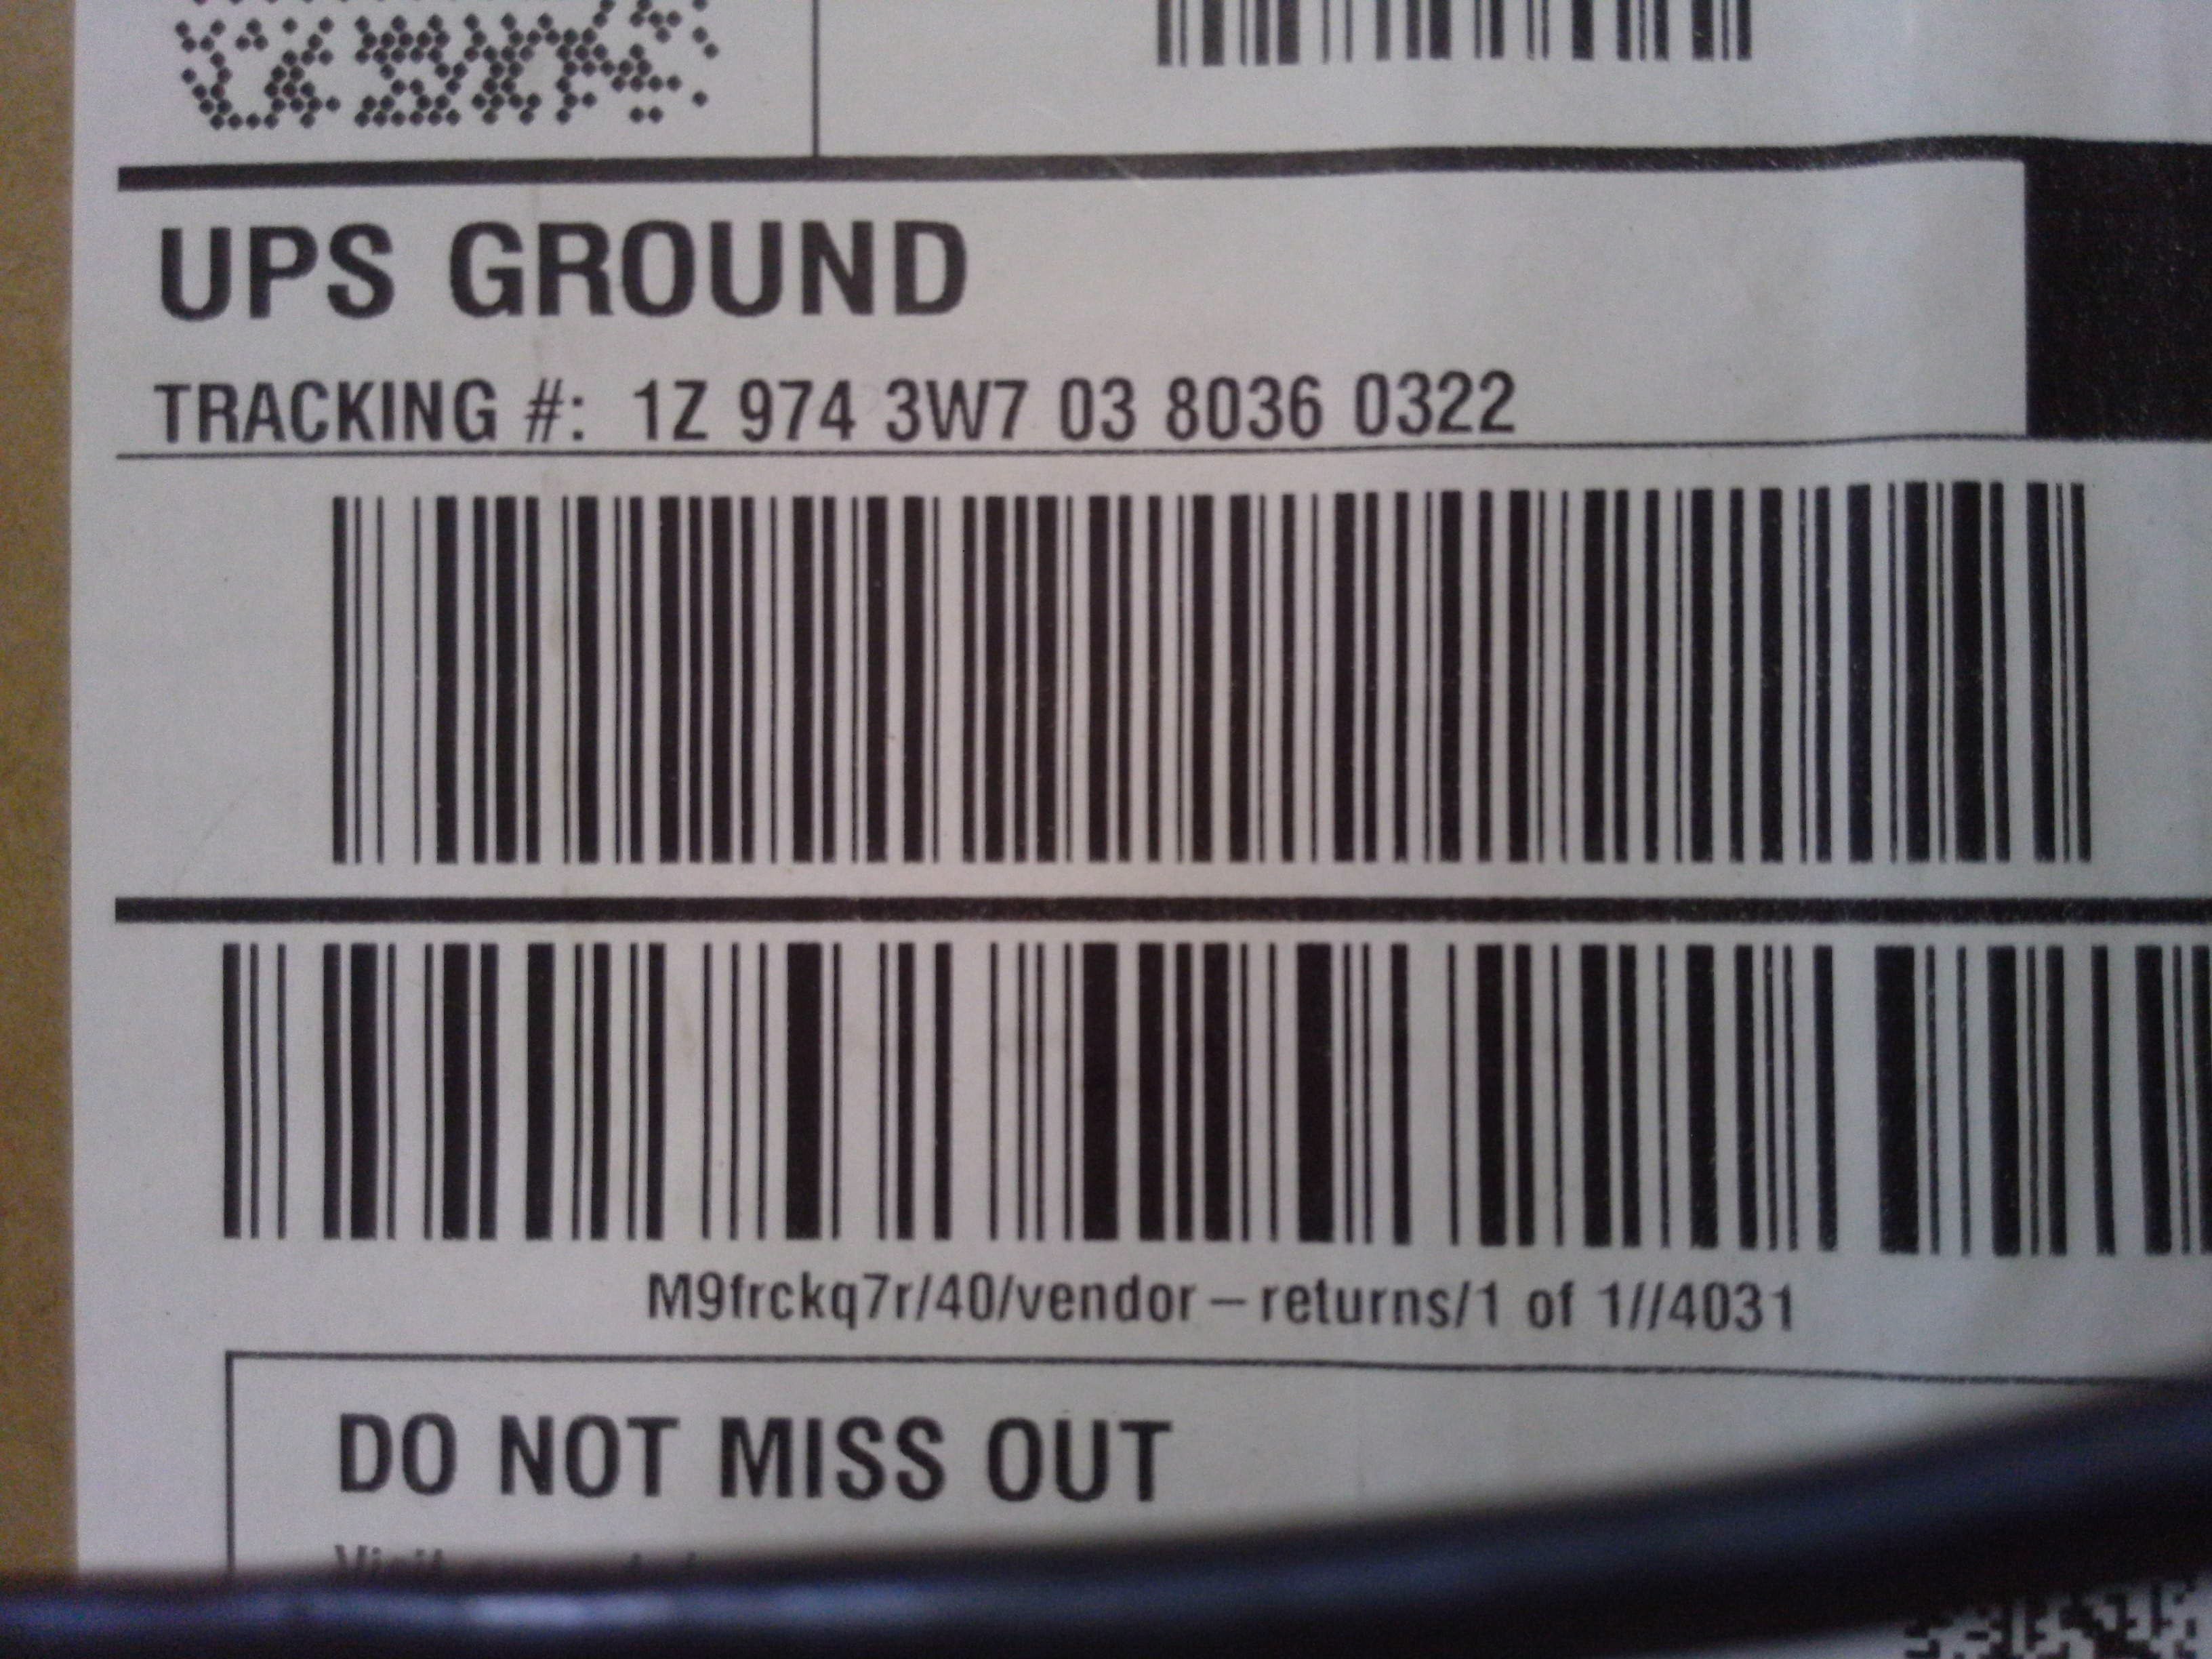 UPS GROUND
TRACKING #: 1Z 974 3W7 03 8036 0322
M9frckq7r/40/vendor-returns/1 of 1//4031
DO NOT MISS OUT